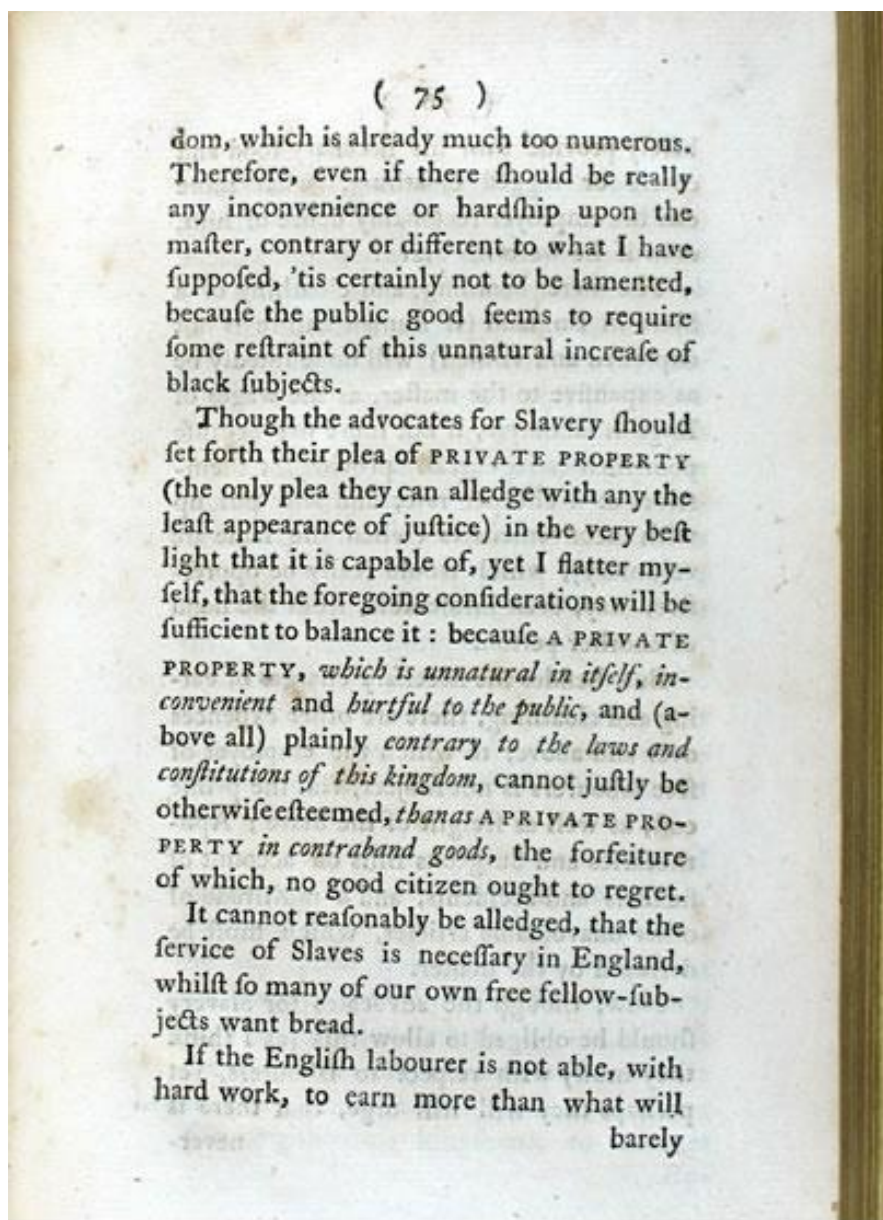 ( 75 )
dom, which is already much too numerous.
Therefore, even if there ſhould be really
any inconvenience or hardſhip upon the
maſter, contrary or different to what I have
ſuppoſed, 'tis certainly not to be lamented,
becauſe the public good ſeems to require
ſome reſtraint of this unnatural increaſe of
black ſubjects.
Though the advocates for Slavery ſhould
ſet forth their plea of PRIVATE PROPERTY
(the only plea they can alledge with any the
leaſt appearance of juſtice) in the very beſt
light that it is capable of, yet I flatter my-
ſelf, that the foregoing conſiderations will be
ſufficient to balance it : becauſe A PRIVATE
PROPERTY, which is unnatural in itſelf, in-
convenient and hurtful to the public, and (a-
bove all) plainly contrary to the laws and
conſtitutions of this kingdom, cannot juſtly be
otherwiſe eſteemed, than as A PRIVATE PRO-
PERTY in contraband goods, the forfeiture
of which, no good citizen ought to regret.
It cannot reaſonably be alledged, that the
ſervice of Slaves is neceſſary in England,
whilſt ſo many of our own free fellow-ſub-
jects want bread.
If the Engliſh labourer is not able, with
hard work, to earn more than what will
barely